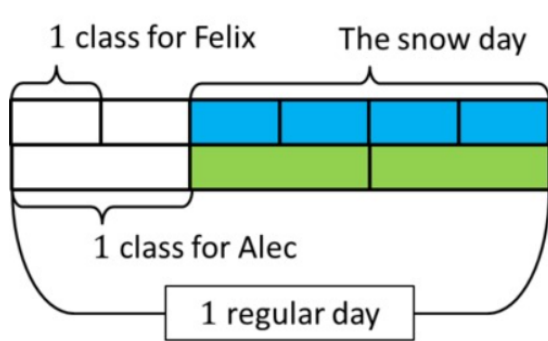 1 class for Felix
The snow day
1 class for Alec
1 regular day